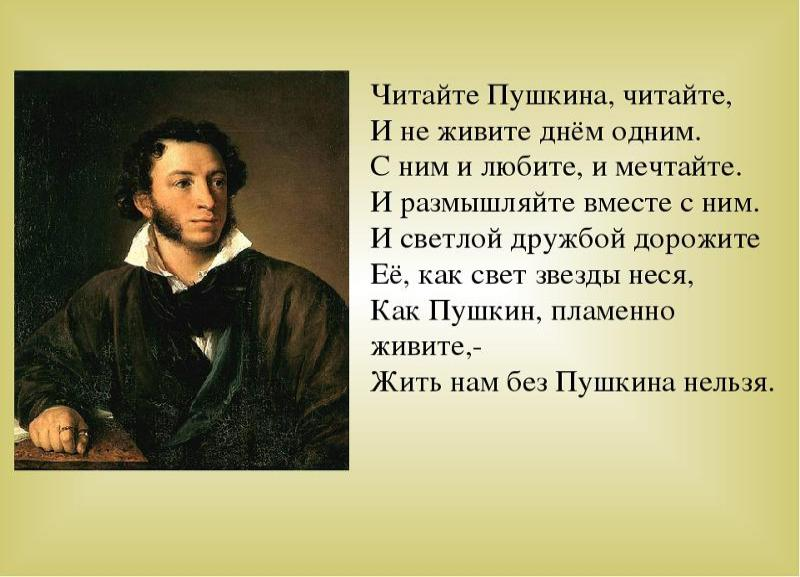 Читайте Пушкина, читайте,
И не живите днём одним.
С ним и любите, и мечтайте.
И размышляйте вместе с ним.
И светлой дружбой дорожите
Её, как свет звезды неся,
Как Пушкин, пламенно
живите,-
Жить нам без Пушкина нельзя.